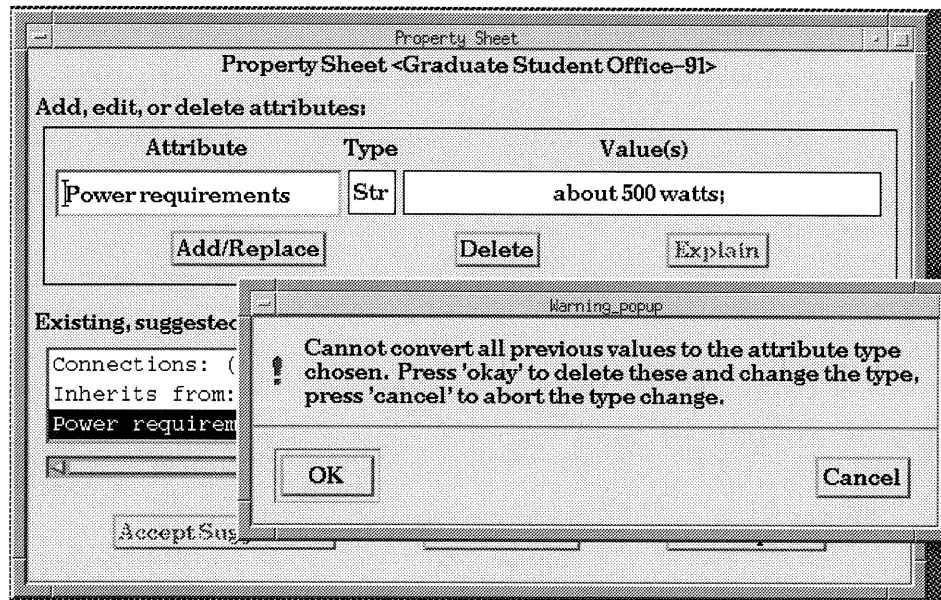 Property Sheet
Property Sheet <Graduate Student Office-91>
Add, edit, or delete attributes:
Attribute Type Value(s)
Power requirements Str about 500 watts;
Add/Replace Delete Explain
Warning_popup
Existing, suggested
Cannot convert all previous values to the attribute type
chosen. Press 'okay' to delete these and change the type,
press 'cancel' to abort the type change.
Connections: (
Inherits from:
Power requirem
OK Cancel
Accept Sugg